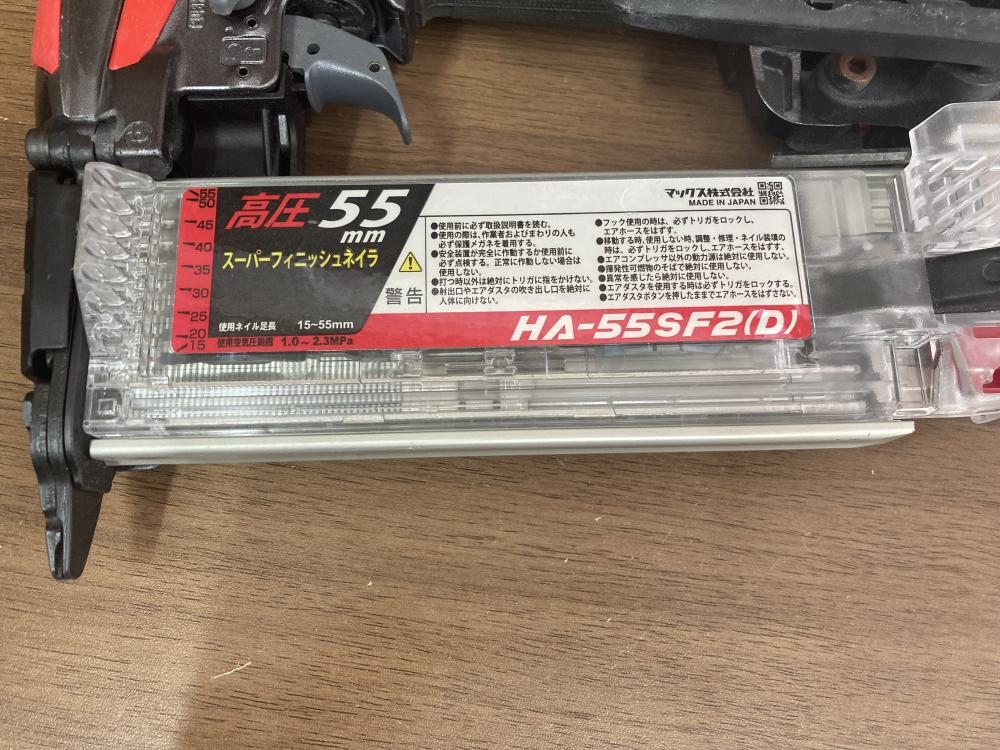 55
50
45
40
35
30
25
20
15
高圧 55
mm
スーパーフィニッシュネイラ
使用ネイル足長 15~55mm
使用空気圧範囲 1.0~2.3MPa
マックス株式会社
MADE IN JAPAN
警告
●使用前に必ず取扱説明書を読む。
●使用の際は、作業者およびまわりの人も
必ず保護メガネを着用する。
●安全装置が完全に作動するか使用前に
必ず点検する。正常に作動しない場合は
使用しない。
●打つ時以外は絶対にトリガに指をかけない。
●射出口やエアダスタの吹き出し口を絶対に
人体に向けない。
●フック使用の時は、必ずトリガをロックし、
エアホースをはずす。
●移動する時、使用しない時、調整・修理・ネイル装填の
時は、必ずトリガをロックし、エアホースをはずす。
●エアコンプレッサ以外の動力源は絶対に使用しない。
●揮発性可燃物のそばで絶対に使用しない。
●異常を感じたら絶対に使用しない。
●エアダスタを使用する時は必ずトリガをロックする。
●エアダスタボタンを押したままでエアホースをはずさない。
HA-55SF2(D)